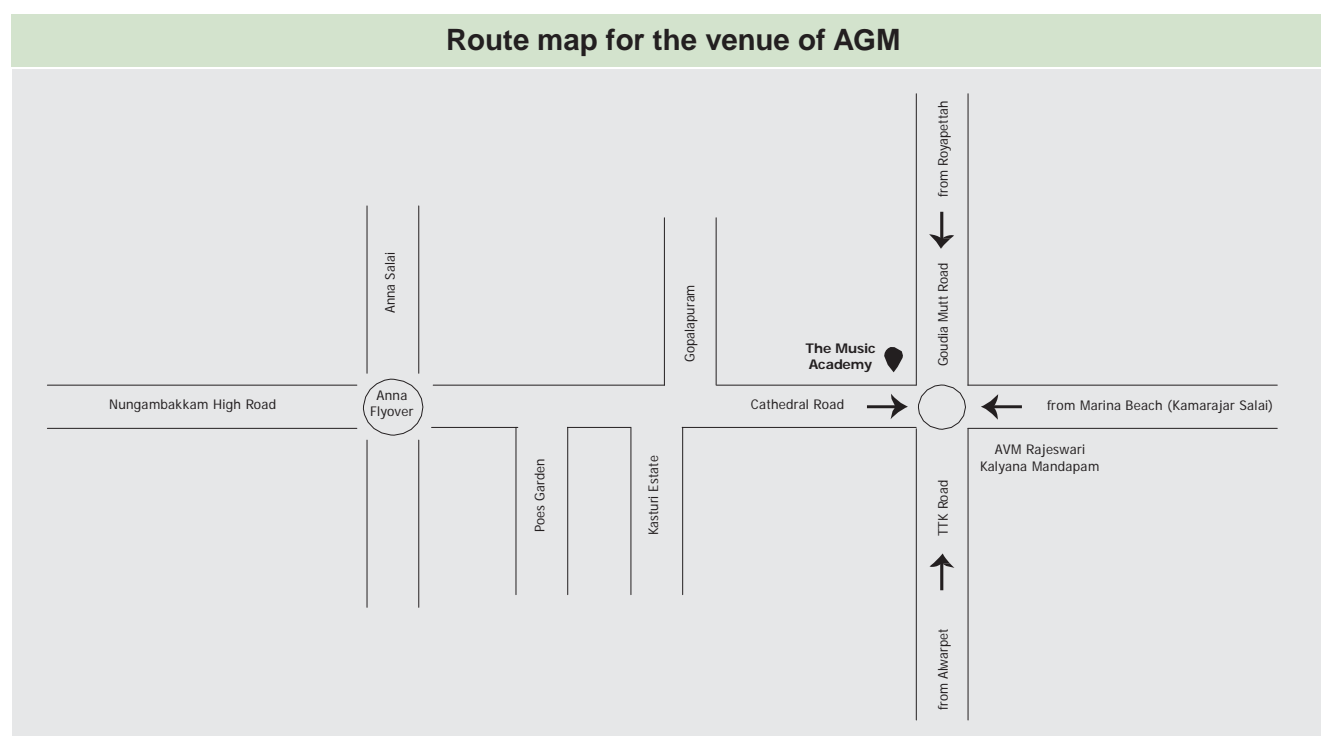 Route map for the venue of AGM
from Royapettah
Anna Salai
Gopalapuram
Goudia Mutt Road
The Music
Academy
Nungambakkam High Road
Anna
Flyover
Cathedral Road
from Marina Beach (Kamarajar Salai)
AVM Rajeswari
Kalyana Mandapam
Poes Garden
Kasturi Estate
TTK Road
from Alwarpet